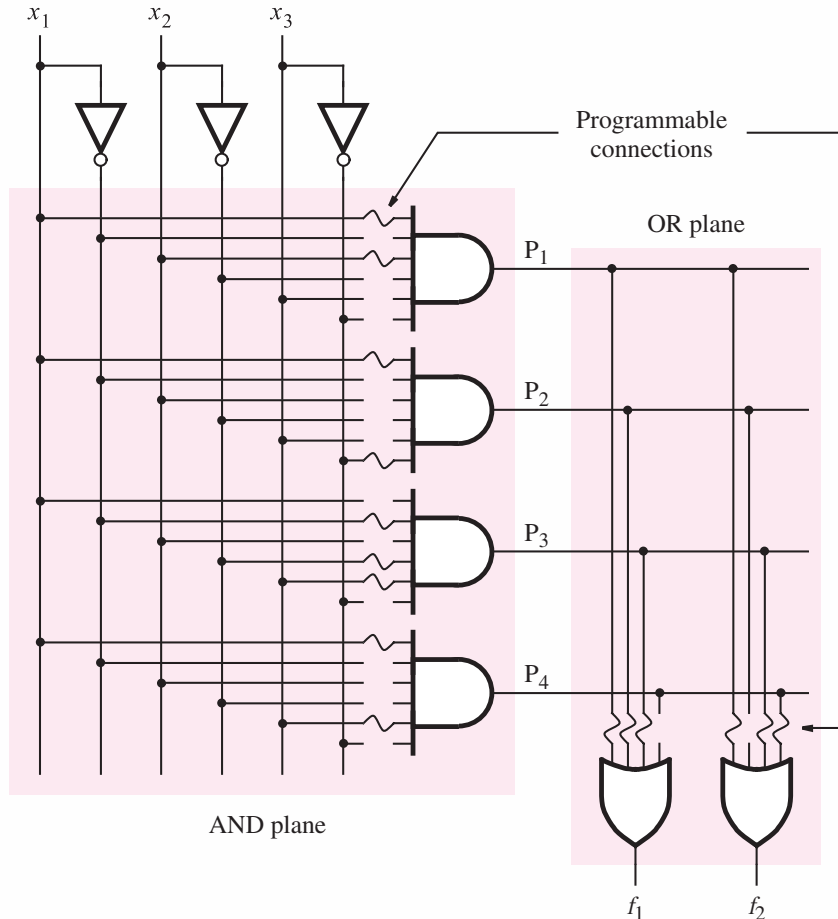 x1 x2 x3
Programmable
connections
OR plane
P1
P2
P3
P4
AND plane
f1 f2